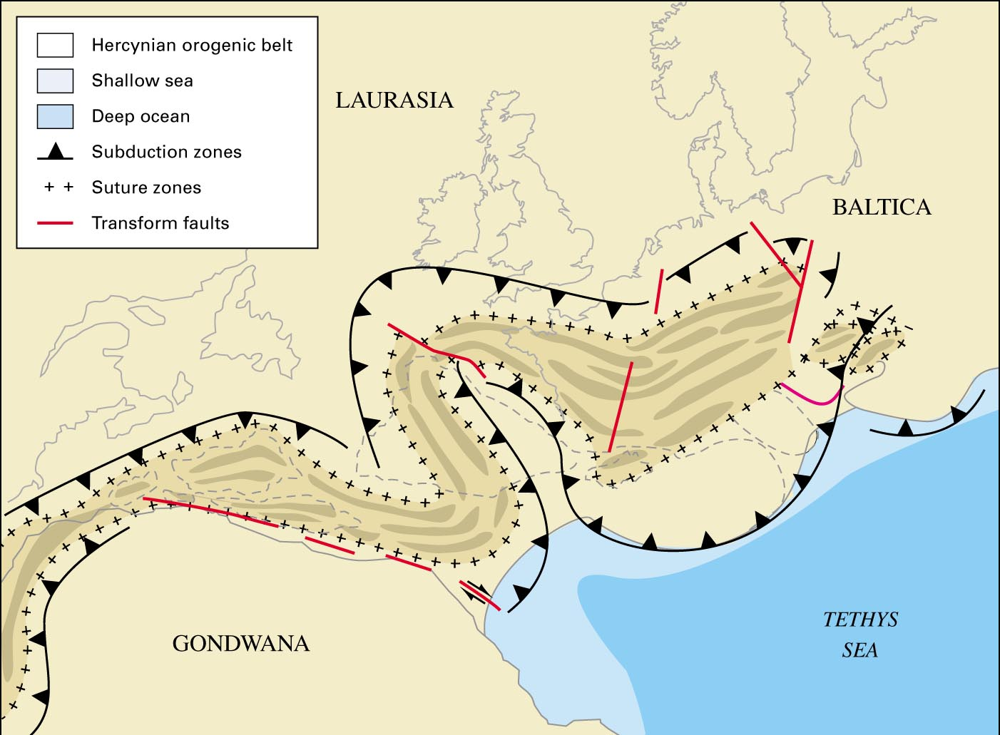 Hercynian orogenic belt
Shallow sea
Deep ocean
Subduction zones
Suture zones
Transform faults
LAURASIA
BALTICA
GONDWANA
TETHYS
SEA